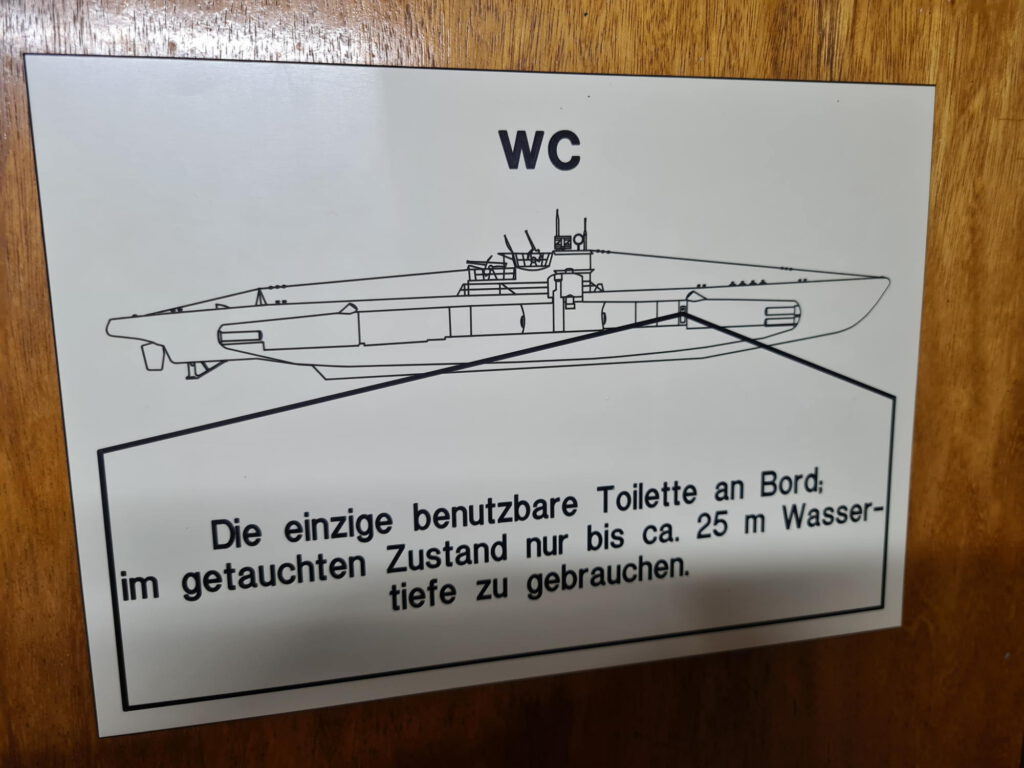 WC
Die einzige benutzbare Toilette an Bord;
im getauchten Zustand nur bis ca. 25 m Wasser-
tiefe zu gebrauchen.